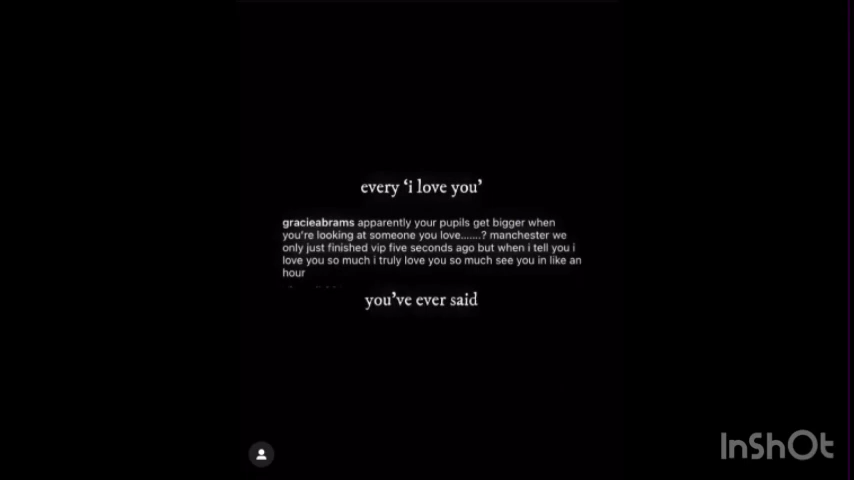 every ‘i love you’
gracieabrams apparently your pupils get bigger when
you're looking at someone you love.......? manchester we
only just finished vip five seconds ago but when i tell you i
love you so much i truly love you so much see you in like an
hour
you’ve ever said
InShOt